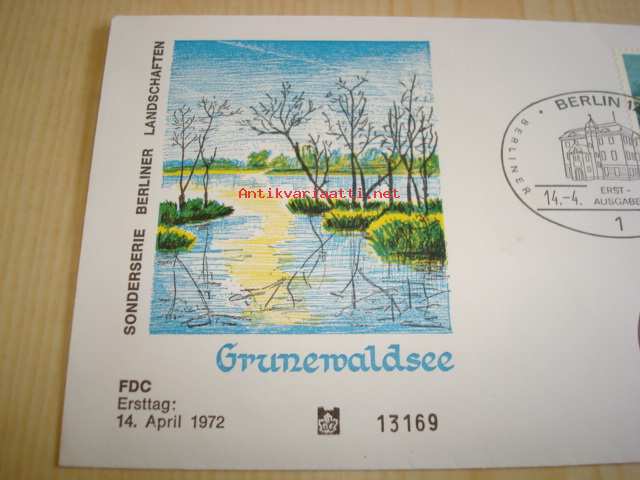 SONDERSERIE BERLINER LANDSCHAFTEN
Antikvariaatti.net
Grunewaldsee
FDC
Ersttag:
14. April 1972
13169
BERLIN 1
BERLINER
14.-4.
ERST-
AUSGABE
1